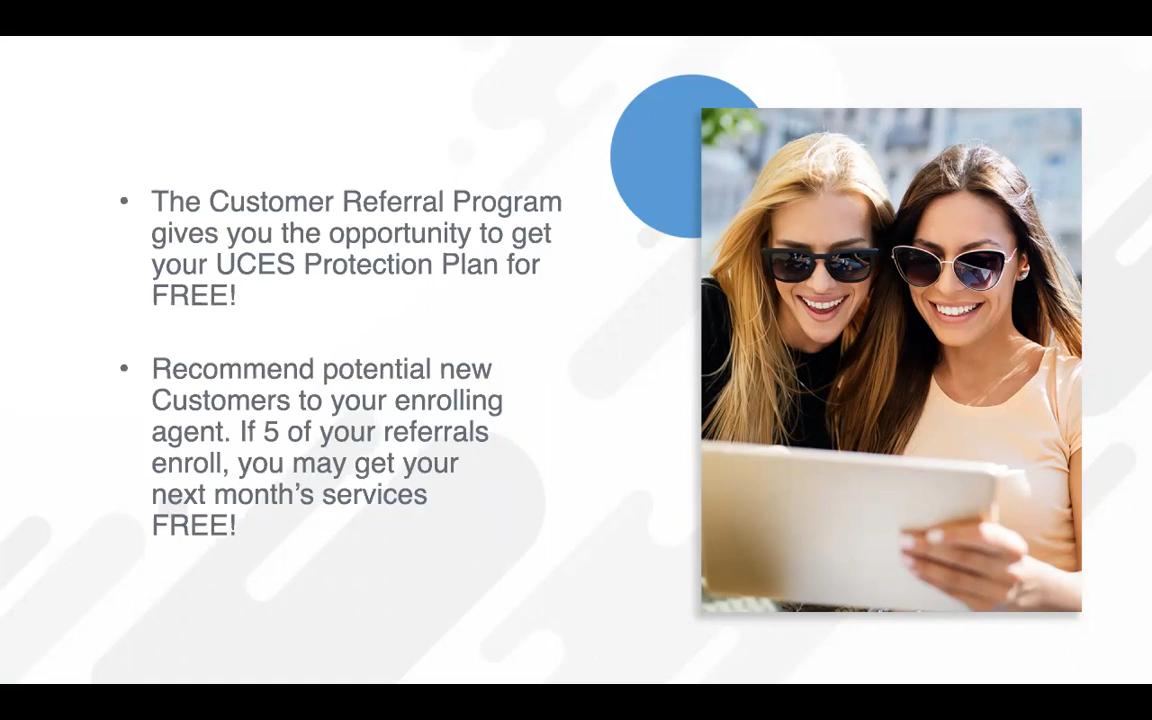 • The Customer Referral Program
gives you the opportunity to get
your UCES Protection Plan for
FREE!
• Recommend potential new
Customers to your enrolling
agent. If 5 of your referrals
enroll, you may get your
next month’s services
FREE!